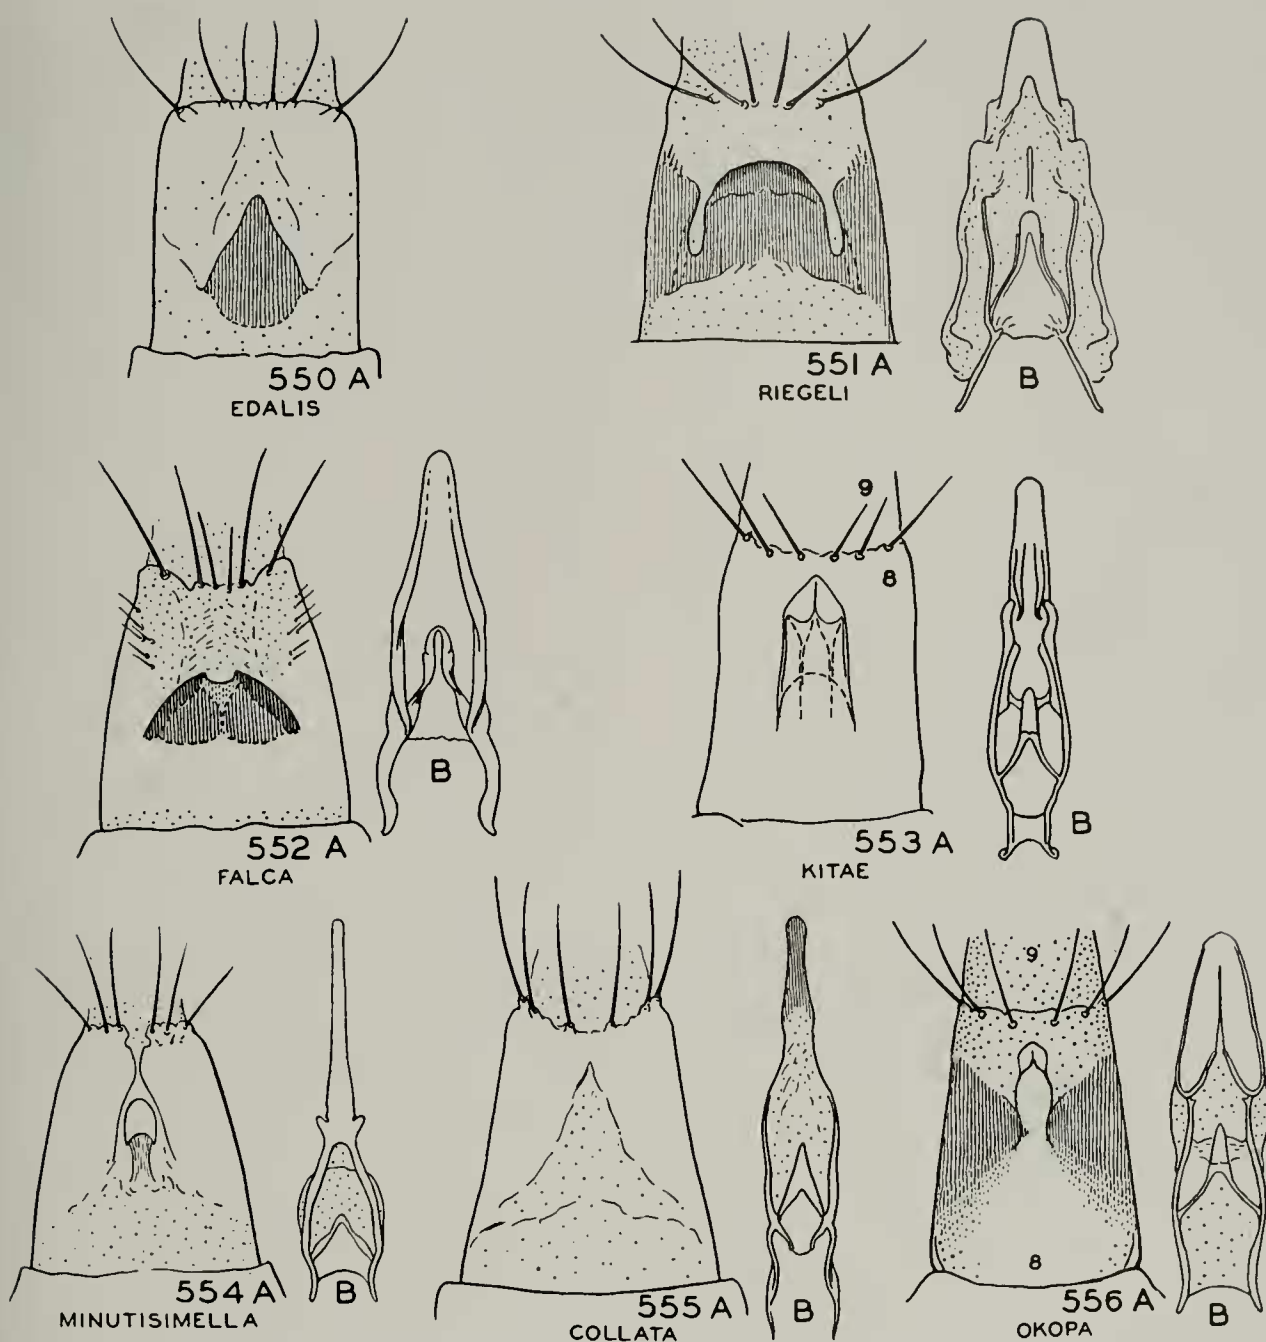 550 A
EDALIS
551 A
RIEGELI
B
552 A
FALCA
B
9
8
553 A
KITAE
B
554 A
MINUTISIMELLA
B
555 A
COLLATA
B
9
8
556 A
OKOPA
B